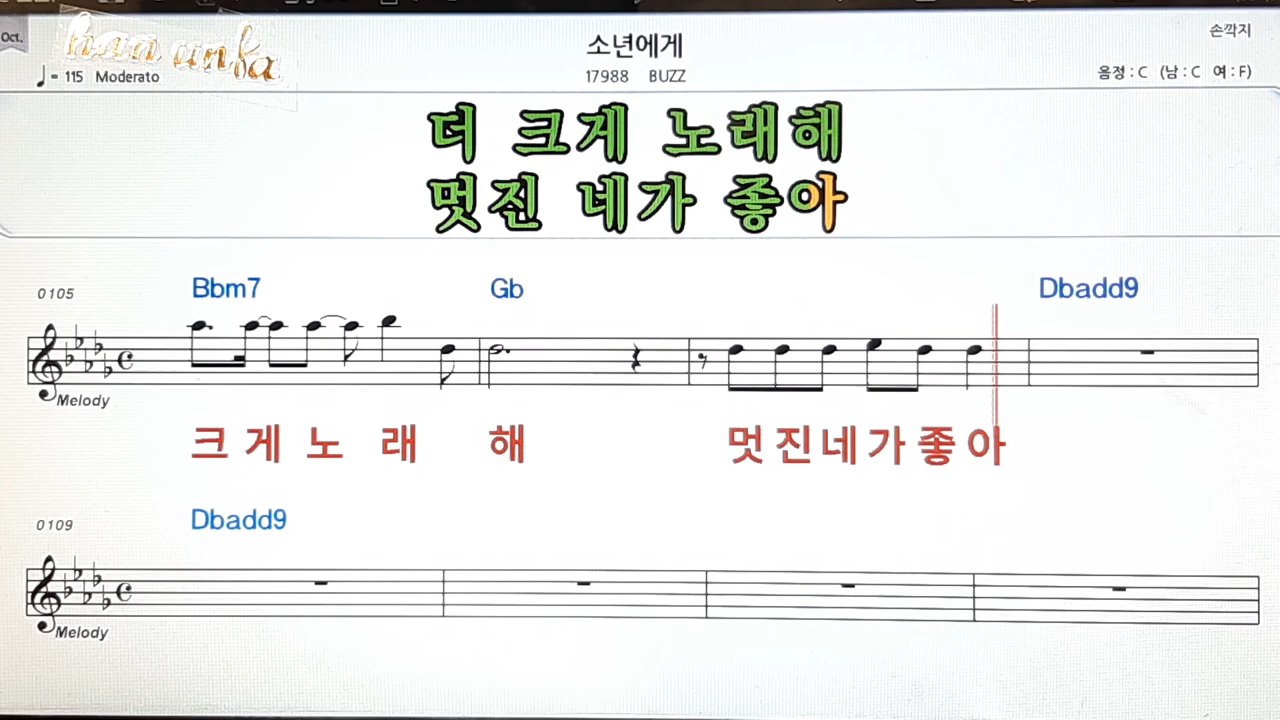 Oct.
han unfa
손깍지
소년에게
♩= 115 Moderato
17988 BUZZ
음정 : C (남 : C 여 : F)
더 크게 노래해
멋진 네가 좋아
0105
Bbm7 Gb Dbadd9
Melody
크 게 노 래 해 멋 진 네 가 좋 아
0109
Dbadd9
Melody